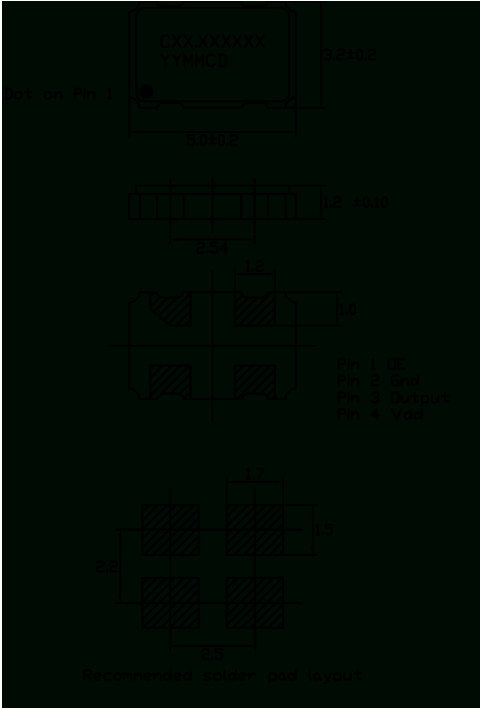 CXX.XXXXXX
YYMMCD
3.2±0.2
Dot on Pin 1
5.0±0.2
1.2 ±0.10
2.54
1.2
1.0
Pin 1 OE
Pin 2 Gnd
Pin 3 Output
Pin 4 Vdd
1.7
1.5
2.2
2.5
Recommended solder pad layout